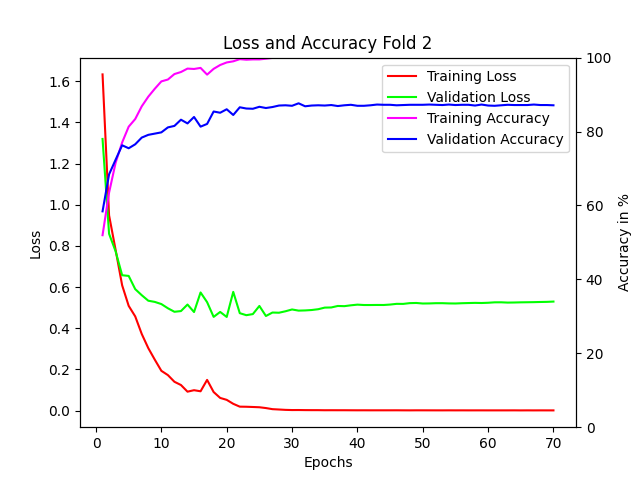 Loss and Accuracy Fold 2
Training Loss
Validation Loss
Training Accuracy
Validation Accuracy
1.6
1.4
1.2
1.0
0.8
0.6
0.4
0.2
0.0
Loss
100
80
60
40
20
0
Accuracy in %
0 10 20 30 40 50 60 70
Epochs